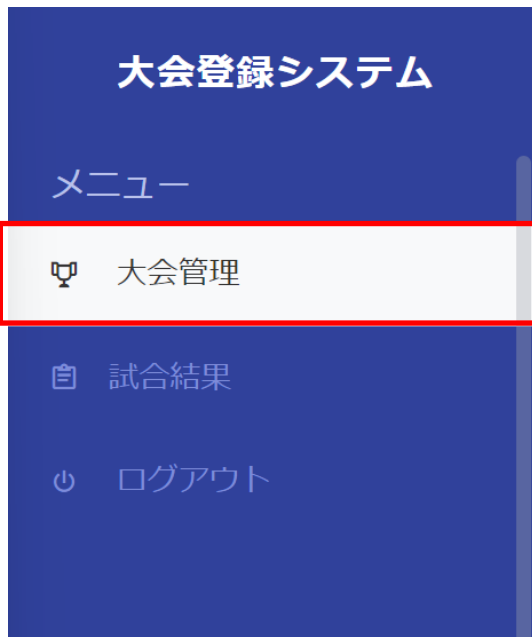 大会登録システム
メニュー
大会管理
試合結果
ログアウト